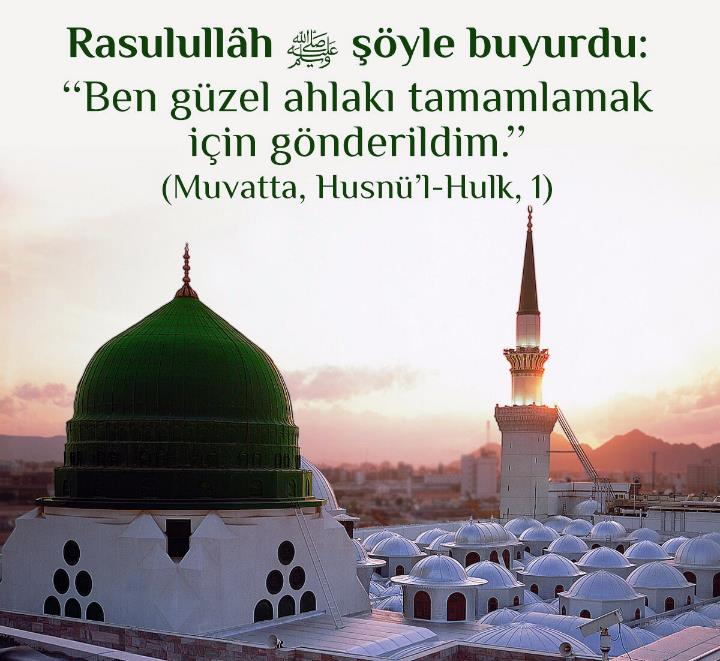 Rasulullâh ﷺ şöyle buyurdu:
“Ben güzel ahlakı tamamlamak
için gönderildim.”
(Muvatta, Husnü’l-Hulk, 1)